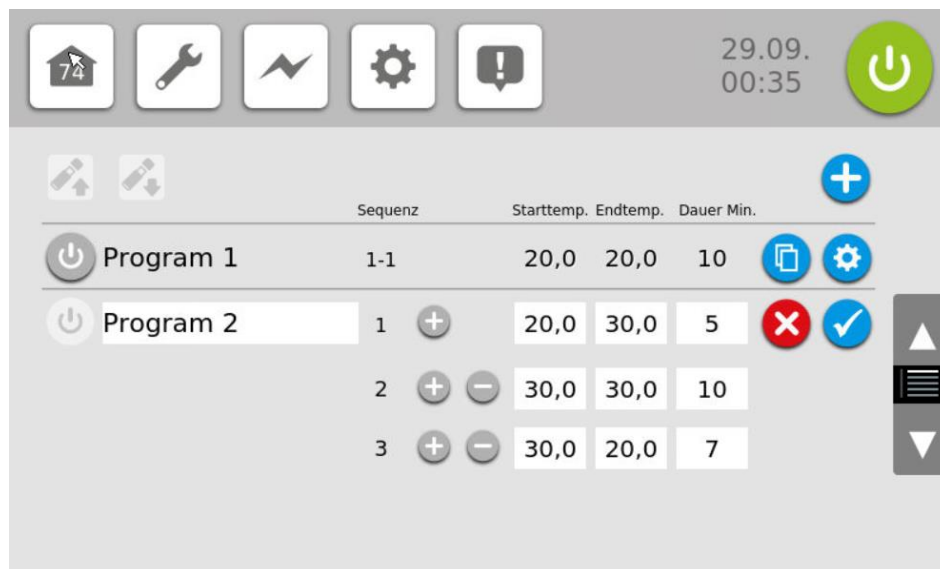 74
29.09.
00:35
Sequenz Starttemp. Endtemp. Dauer Min.
Program 1 1-1 20,0 20,0 10
Program 2 1 20,0 30,0 5
2 30,0 30,0 10
3 30,0 20,0 7